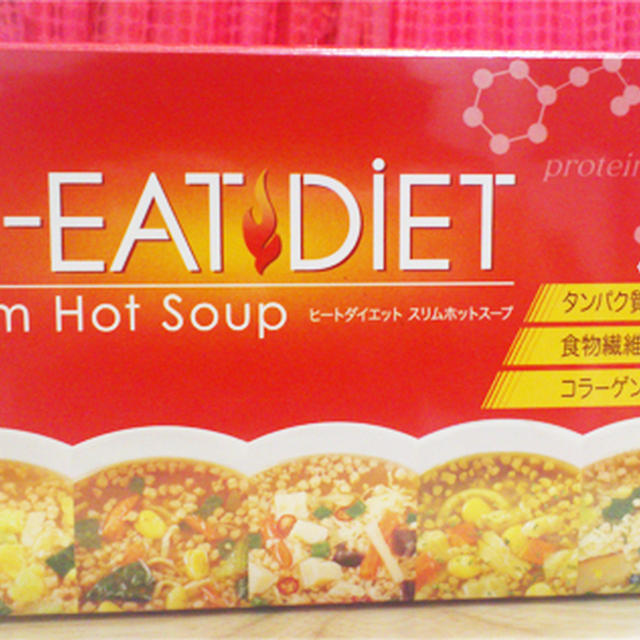 protein
-EAT DiET
m Hot Soup ヒートダイエット スリムホットスープ
タンパク質
食物繊維
コラーゲン